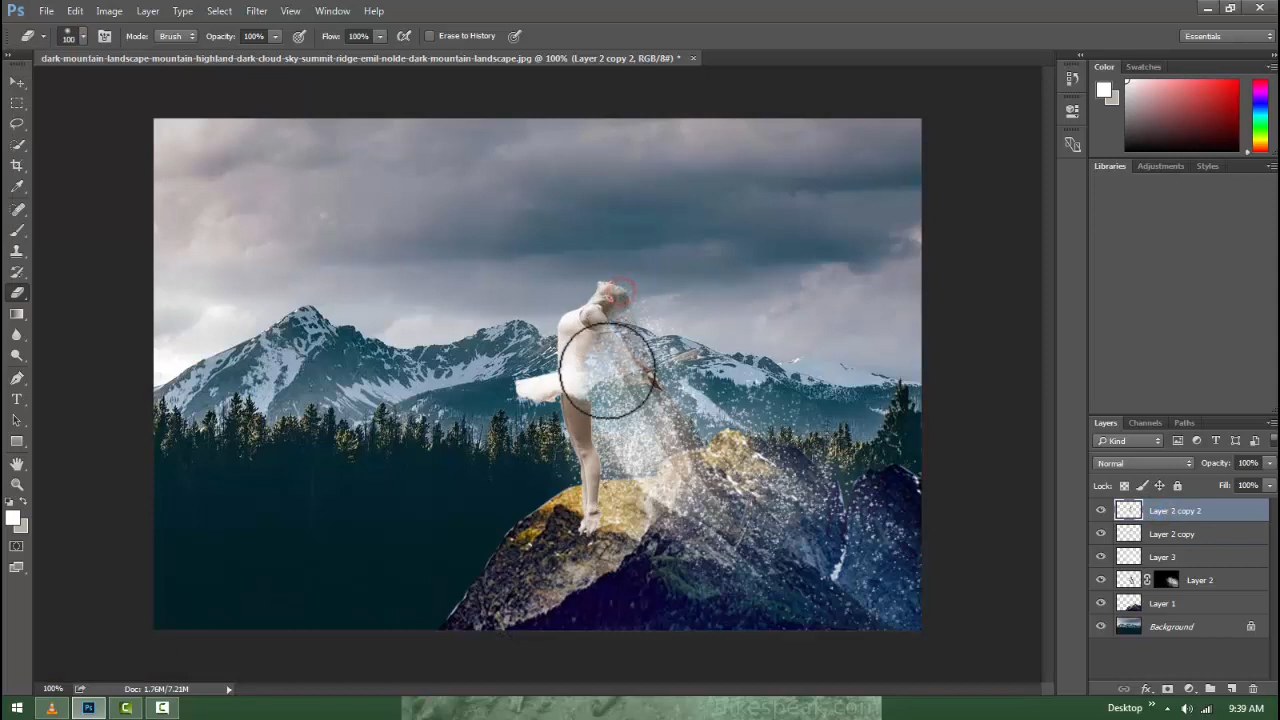 Ps File Edit Image Layer Type Select Filter View Window Help
100 Mode: Brush Opacity: 100% Flow: 100% Erase to History Essentials
dark-mountain-landscape-mountain-highland-dark-cloud-sky-summit-ridge-emil-nolde-dark-mountain-landscape.jpg @ 100% (Layer 2 copy 2, RGB/8#) *
Color Swatches
Libraries Adjustments Styles
Layers Channels Paths
Kind
Normal Opacity: 100%
Lock: Fill: 100%
Layer 2 copy 2
Layer 2 copy
Layer 3
Layer 2
Layer 1
Background
100% Doc: 1.76M/7.21M
Ps Desktop 9:39 AM